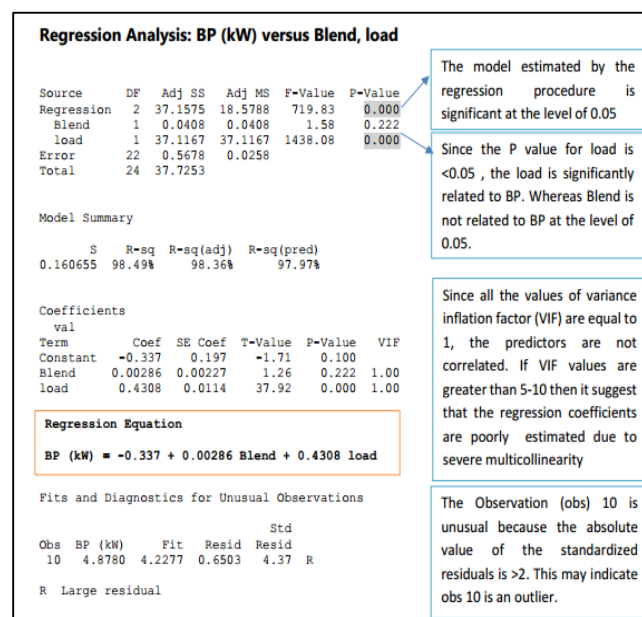 Regression Analysis: BP (kW) versus Blend, load
Source DF Adj SS Adj MS F-Value P-Value
Regression 2 37.1575 18.5788 719.83 0.000
Blend 1 0.0408 0.0408 1.58 0.222
load 1 37.1167 37.1167 1438.08 0.000
Error 22 0.5678 0.0258
Total 24 37.7253
Model Summary
S R-sq R-sq(adj) R-sq(pred)
0.160655 98.49% 98.36% 97.97%
Coefficients
val
Term Coef SE Coef T-Value P-Value VIF
Constant -0.337 0.197 -1.71 0.100
Blend 0.00286 0.00227 1.26 0.222 1.00
load 0.4308 0.0114 37.92 0.000 1.00
Regression Equation
BP (kW) = -0.337 + 0.00286 Blend + 0.4308 load
Fits and Diagnostics for Unusual Observations
Std
Obs BP (kW) Fit Resid Resid
10 4.8780 4.2277 0.6503 4.37 R
R Large residual
The model estimated by the
regression procedure is
significant at the level of 0.05
Since the P value for load is
<0.05 , the load is significantly
related to BP. Whereas Blend is
not related to BP at the level of
0.05.
Since all the values of variance
inflation factor (VIF) are equal to
1, the predictors are not
correlated. If VIF values are
greater than 5-10 then it suggest
that the regression coefficients
are poorly estimated due to
severe multicollinearity
The Observation (obs) 10 is
unusual because the absolute
value of the standardized
residuals is >2. This may indicate
obs 10 is an outlier.